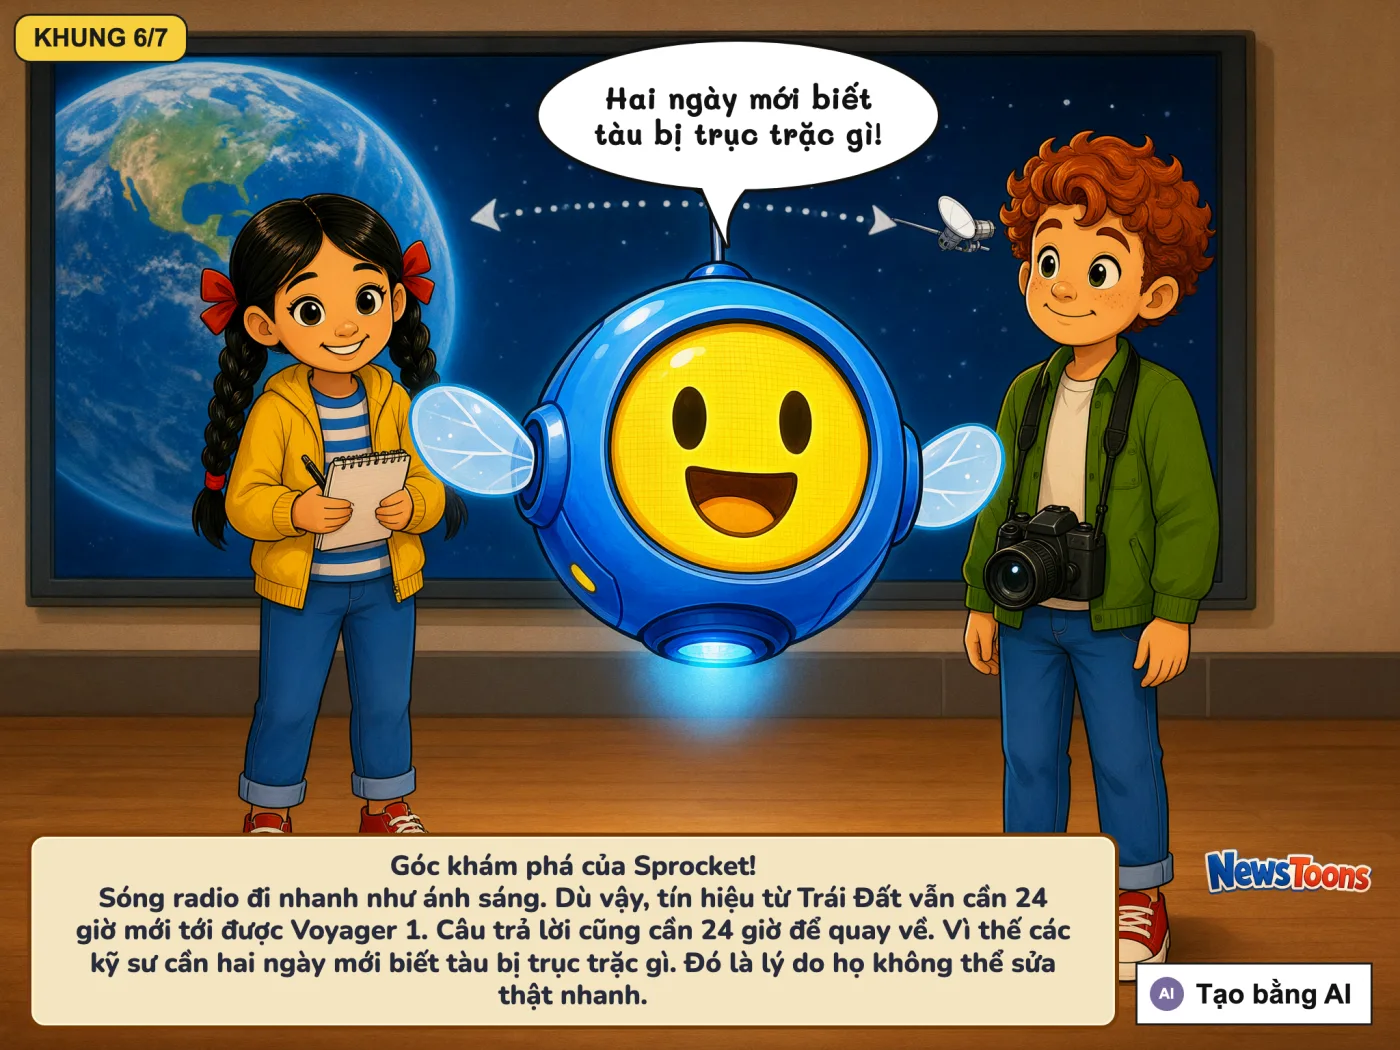 KHUNG 6/7
Hai ngày mới biết
tàu bị trục trặc gì!
Góc khám phá của Sprocket!
Sóng radio đi nhanh như ánh sáng. Dù vậy, tín hiệu từ Trái Đất vẫn cần 24
giờ mới tới được Voyager 1. Câu trả lời cũng cần 24 giờ để quay về. Vì thế các
kỹ sư cần hai ngày mới biết tàu bị trục trặc gì. Đó là lý do họ không thể sửa
thật nhanh.
NewsToons
AI Tạo bằng AI